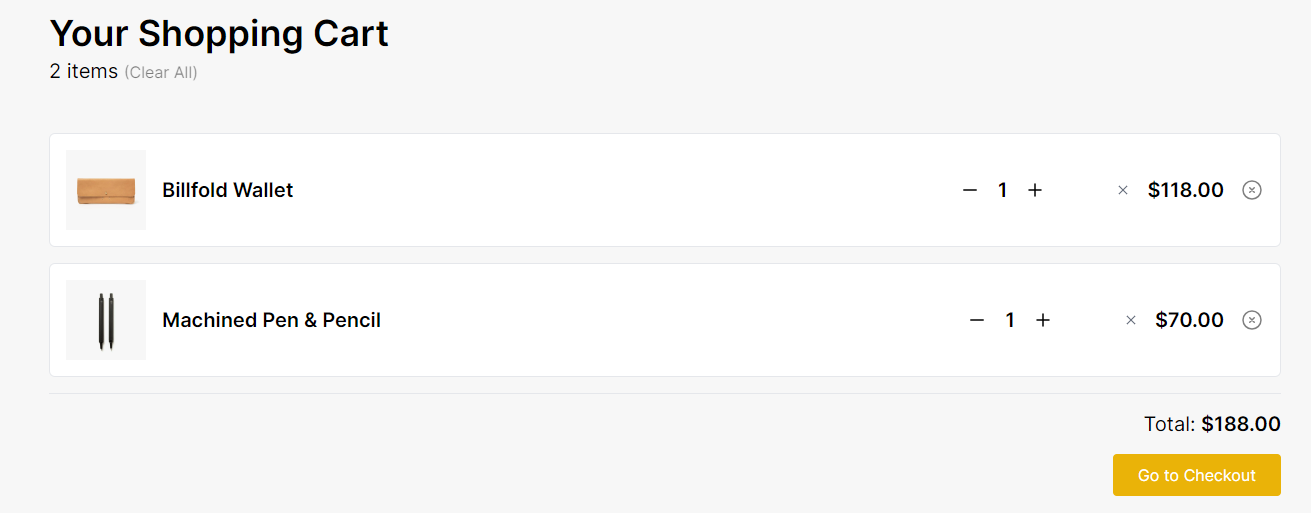 Your Shopping Cart
2 items (Clear All)
Billfold Wallet − 1 + × $118.00
Machined Pen & Pencil − 1 + × $70.00
Total: $188.00
Go to Checkout